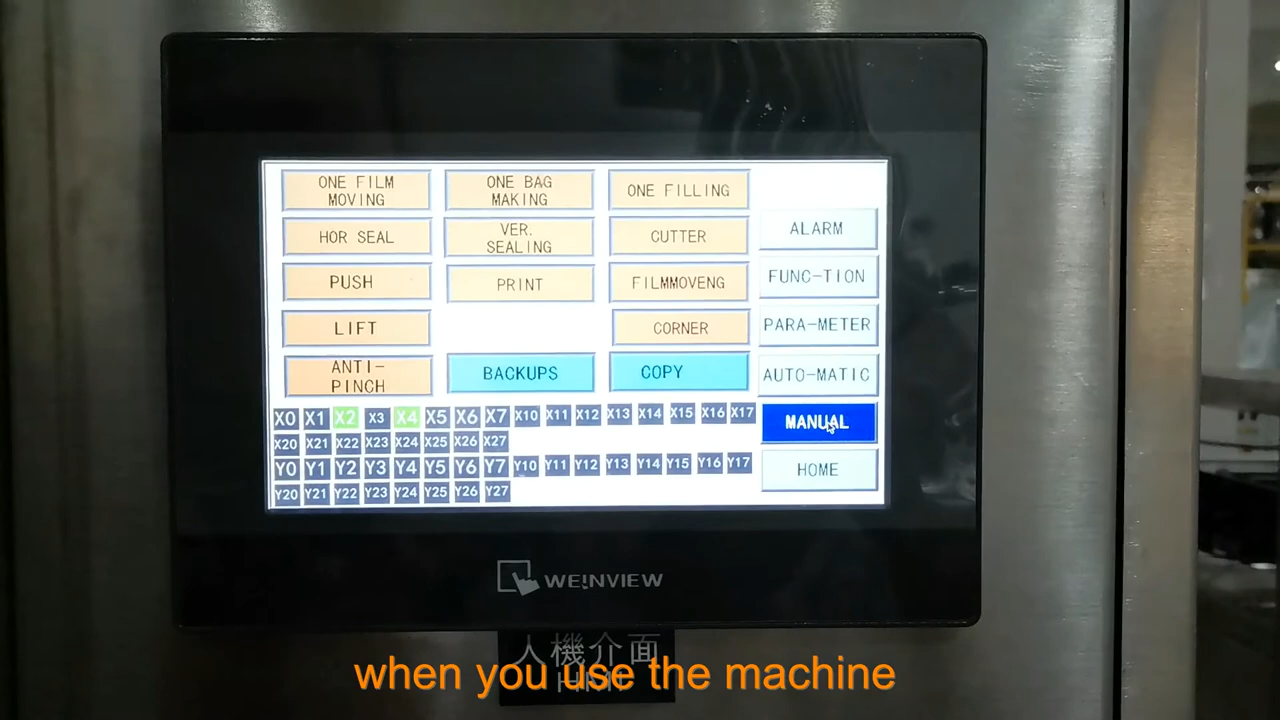 ONE FILM
MOVING
ONE BAG
MAKING
ONE FILLING
HOR SEAL
VER.
SEALING
CUTTER
ALARM
PUSH
PRINT
FILMMOVENG
FUNC-TION
LIFT
CORNER
PARA-METER
ANTI-
PINCH
BACKUPS
COPY
AUTO-MATIC
X0 X1 X2 X3 X4 X5 X6 X7 X10 X11 X12 X13 X14 X15 X16 X17
MANUAL
X20 X21 X22 X23 X24 X25 X26 X27
Y0 Y1 Y2 Y3 Y4 Y5 Y6 Y7 Y10 Y11 Y12 Y13 Y14 Y15 Y16 Y17
HOME
Y20 Y21 Y22 Y23 Y24 Y25 Y26 Y27
WE!NVIEW
人機介面
HMI
when you use the machine